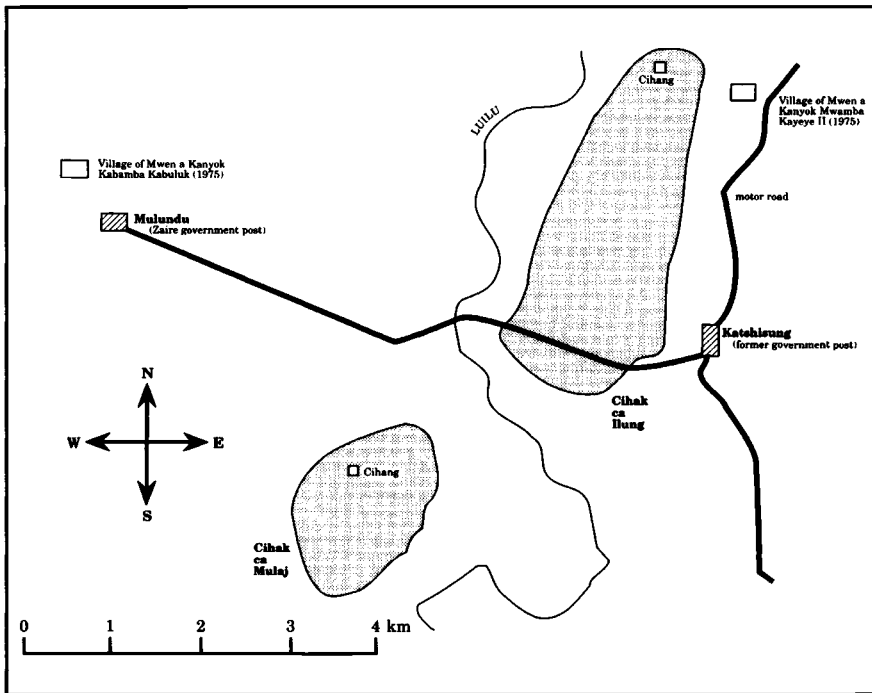 Cihang
LUILU
Village of Mwen a
Kanyok Mwamba
Kayeye II (1975)
Village of Mwen a Kanyok
Kabamba Kabuluk (1975)
motor road
Mulundu
(Zaire government post)
Katshisung
(former government post)
Cihak
ca
Ilung
N
W
E
S
Cihang
Cihak
ca
Mulaj
0 1 2 3 4 km